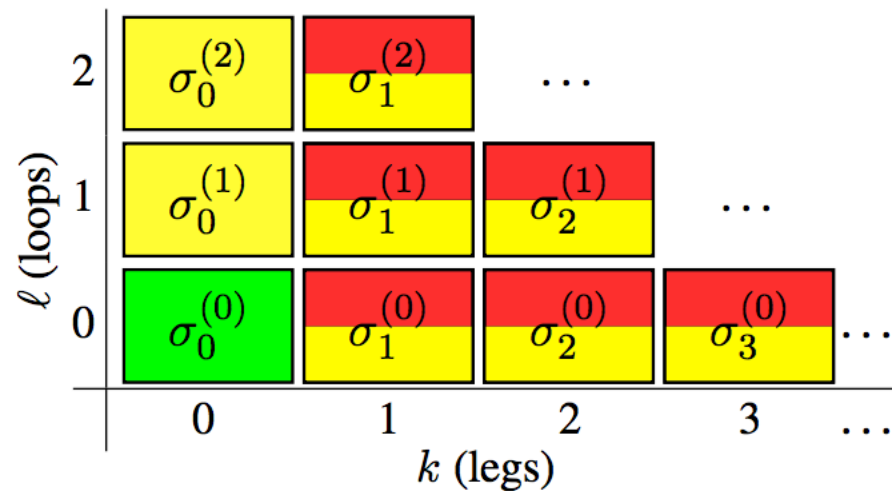 2 σ₀⁽²⁾ σ₁⁽²⁾ ...
ℓ (loops)
1 σ₀⁽¹⁾ σ₁⁽¹⁾ σ₂⁽¹⁾ ...
0 σ₀⁽⁰⁾ σ₁⁽⁰⁾ σ₂⁽⁰⁾ σ₃⁽⁰⁾ ...
0 1 2 3 ...
k (legs)